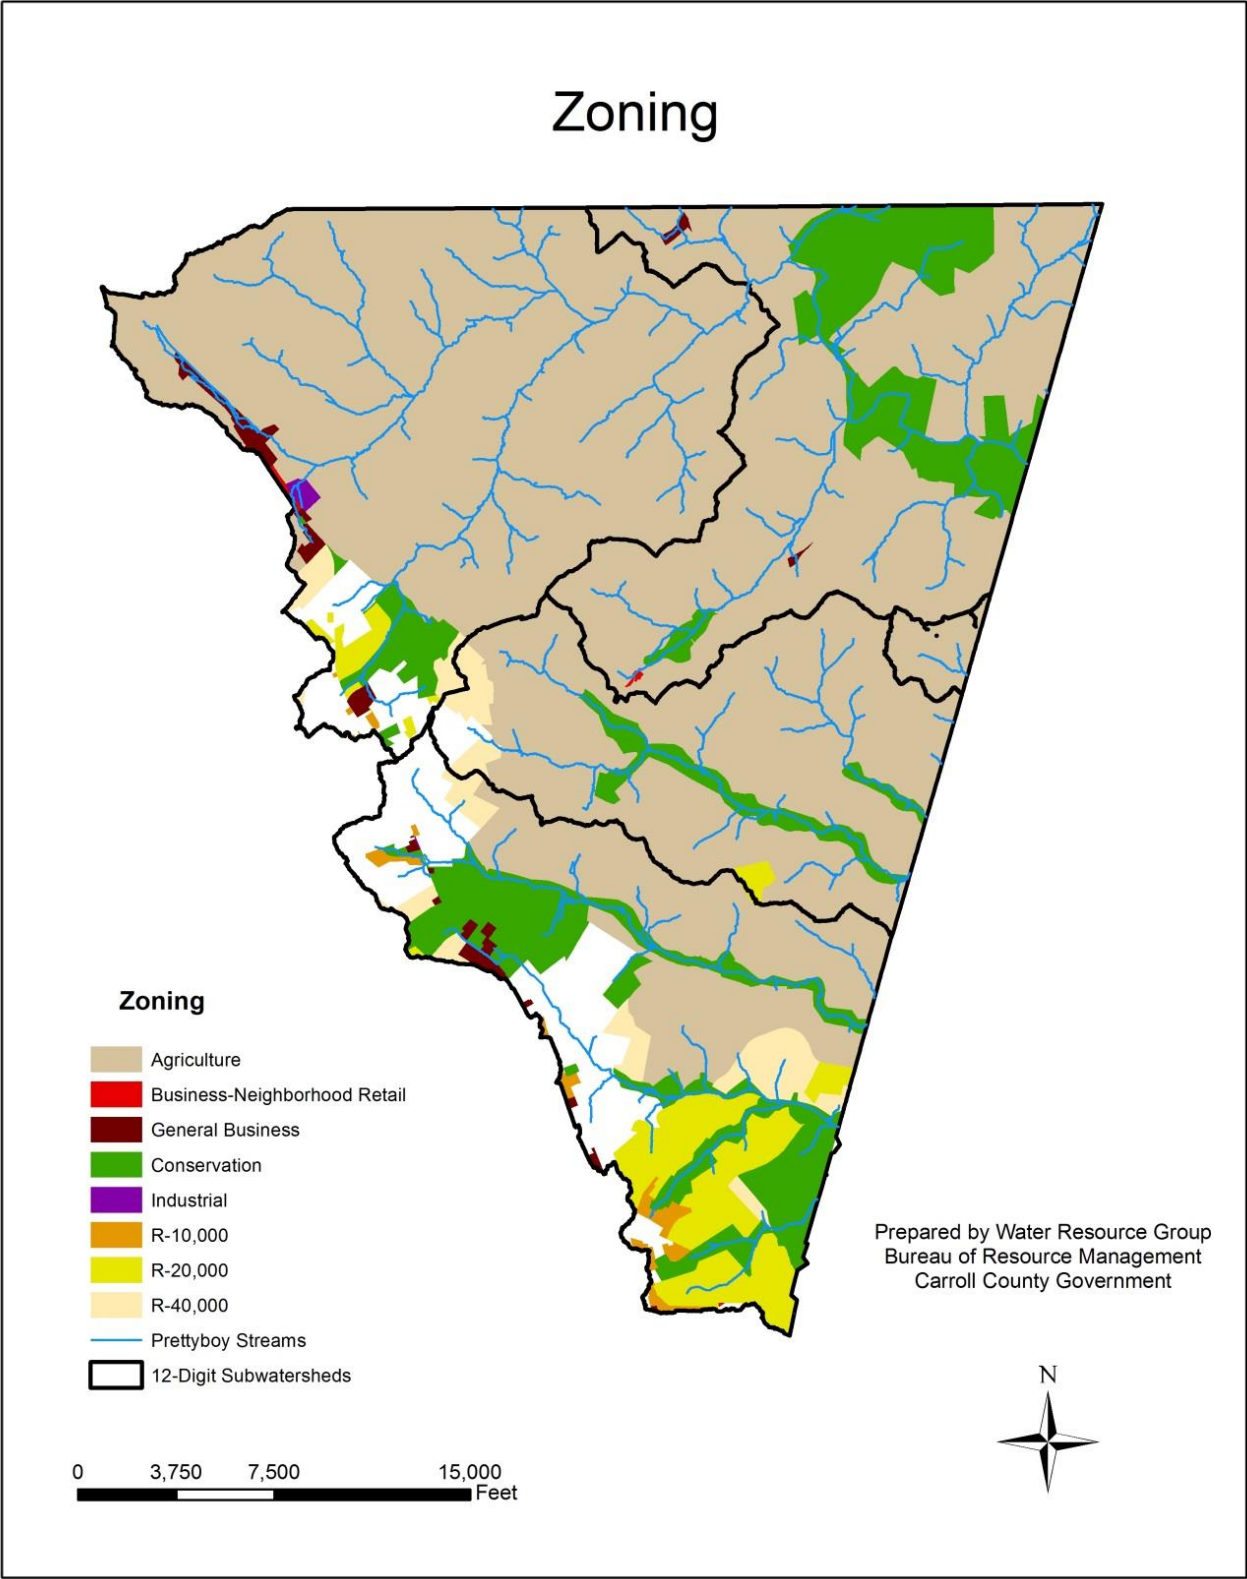 Zoning
Zoning
Agriculture
Business-Neighborhood Retail
General Business
Conservation
Industrial
R-10,000
R-20,000
R-40,000
Prettyboy Streams
12-Digit Subwatersheds
Prepared by Water Resource Group
Bureau of Resource Management
Carroll County Government
N
0 3,750 7,500 15,000
Feet